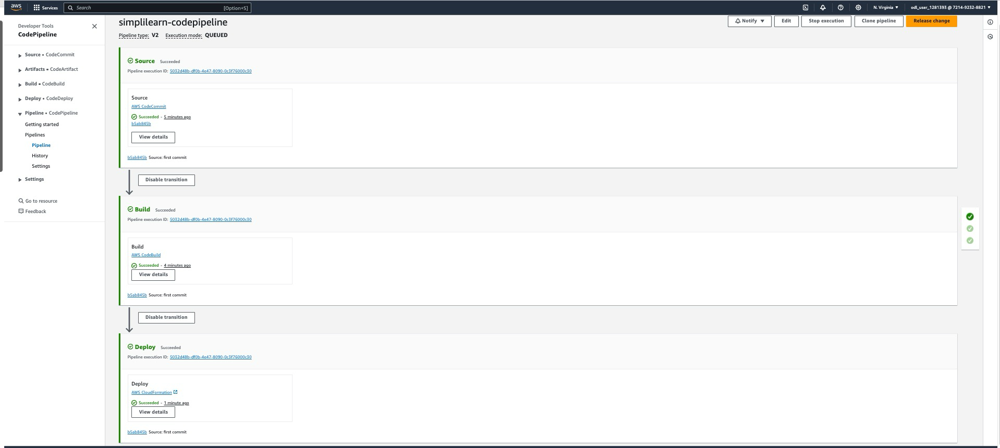 aws
Services
Search [Option+S]
N. Virginia
odl_user_1281393 @ 7214-9232-8821
Developer Tools
CodePipeline
Source • CodeCommit
Artifacts • CodeArtifact
Build • CodeBuild
Deploy • CodeDeploy
Pipeline • CodePipeline
Getting started
Pipelines
Pipeline
History
Settings
Settings
Go to resource
Feedback
simplilearn-codepipeline
Notify
Edit
Stop execution
Clone pipeline
Release change
Pipeline type: V2 Execution mode: QUEUED
Source Succeeded
Pipeline execution ID: 5032d48b-df0b-4e47-8090-0c3f76000c30
Source
AWS CodeCommit
Succeeded - 5 minutes ago
b5ab845b
View details
b5ab845b Source: first commit
Disable transition
Build Succeeded
Pipeline execution ID: 5032d48b-df0b-4e47-8090-0c3f76000c30
Build
AWS CodeBuild
Succeeded - 4 minutes ago
View details
b5ab845b Source: first commit
Disable transition
Deploy Succeeded
Pipeline execution ID: 5032d48b-df0b-4e47-8090-0c3f76000c30
Deploy
AWS CloudFormation
Succeeded - 1 minute ago
View details
b5ab845b Source: first commit